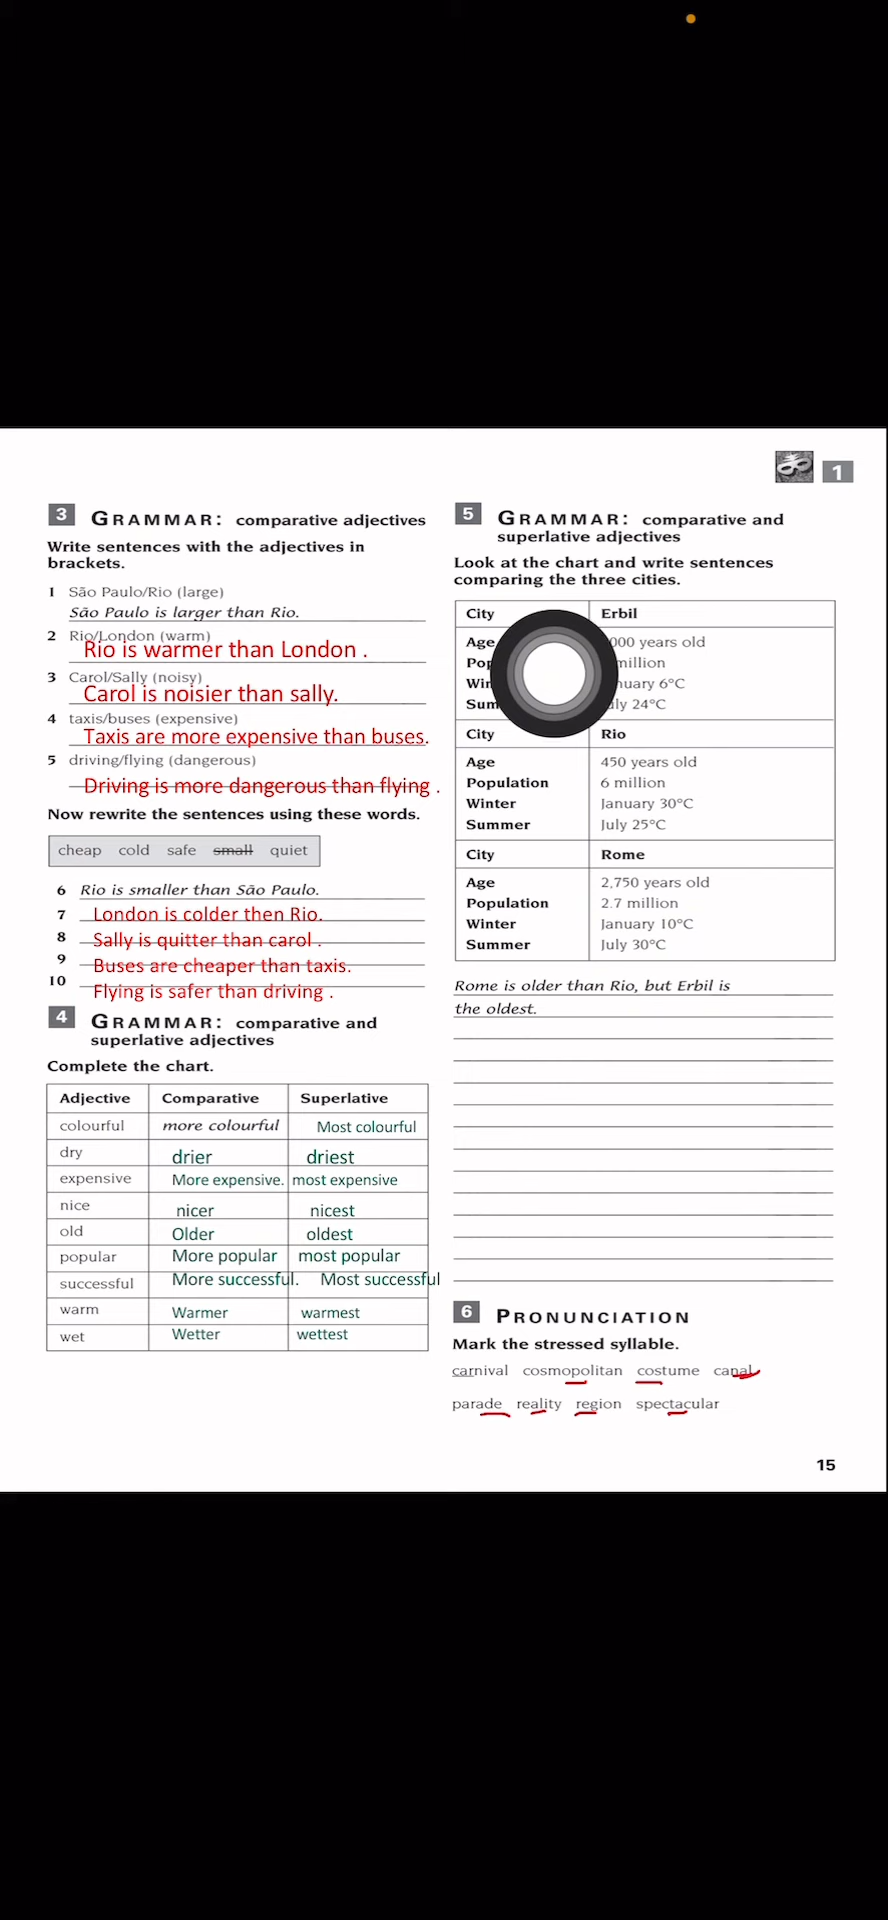 1
3 GRAMMAR: comparative adjectives
Write sentences with the adjectives in
brackets.
1 São Paulo/Rio (large)
São Paulo is larger than Rio.
2 Rio/London (warm)
Rio is warmer than London .
3 Carol/Sally (noisy)
Carol is noisier than sally.
4 taxis/buses (expensive)
Taxis are more expensive than buses.
5 driving/flying (dangerous)
Driving is more dangerous than flying .
Now rewrite the sentences using these words.
cheap cold safe small quiet
6 Rio is smaller than São Paulo.
7 London is colder then Rio.
8 Sally is quitter than carol .
9 Buses are cheaper than taxis.
10 Flying is safer than driving .
4 GRAMMAR: comparative and
superlative adjectives
Complete the chart.
Adjective Comparative Superlative
colourful more colourful Most colourful
dry drier driest
expensive More expensive. most expensive
nice nicer nicest
old Older oldest
popular More popular most popular
successful More successful. Most successful
warm Warmer warmest
wet Wetter wettest
5 GRAMMAR: comparative and
superlative adjectives
Look at the chart and write sentences
comparing the three cities.
City Erbil
Age years old
million
6°C
24°C
City Rio
Age 450 years old
Population 6 million
Winter January 30°C
Summer July 25°C
City Rome
Age 2,750 years old
Population 2.7 million
Winter January 10°C
Summer July 30°C
Rome is older than Rio, but Erbil is
the oldest.
6 PRONUNCIATION
Mark the stressed syllable.
carnival cosmopolitan costume canal
parade reality region spectacular
15